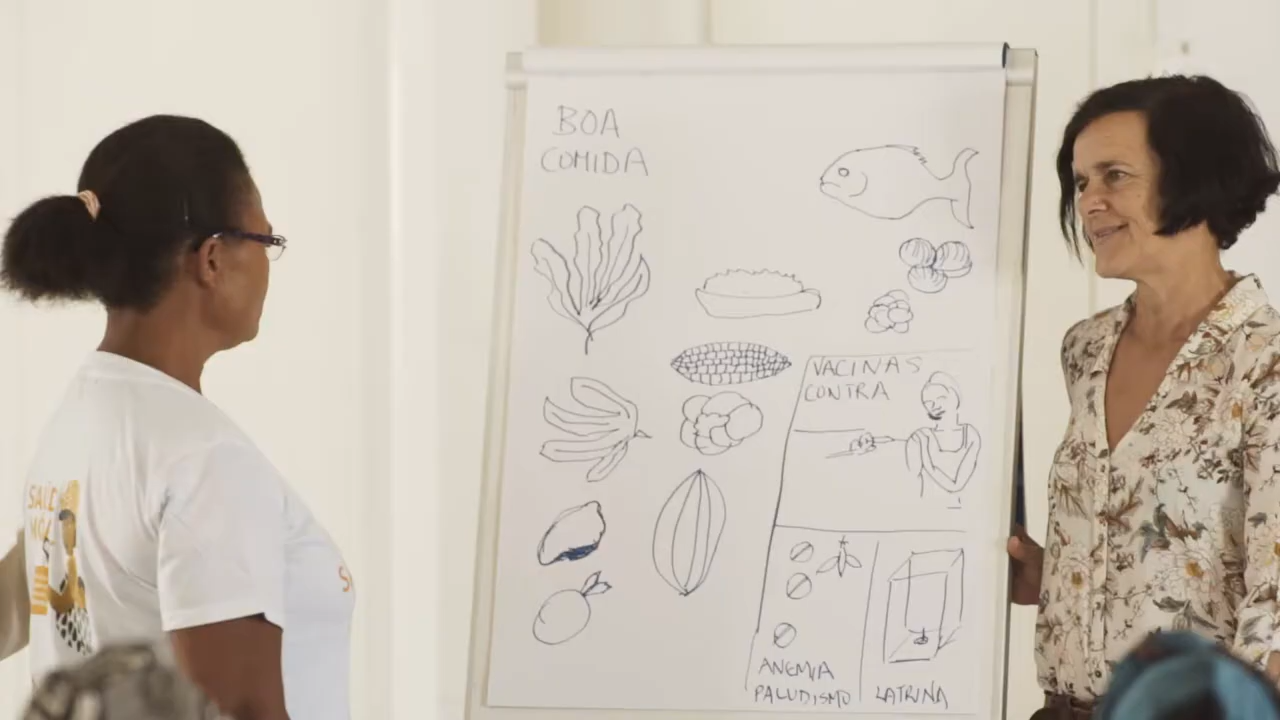 BOA
COMIDA
VACINAS
CONTRA
ANEMIA
PALUDISMO
LATRINA